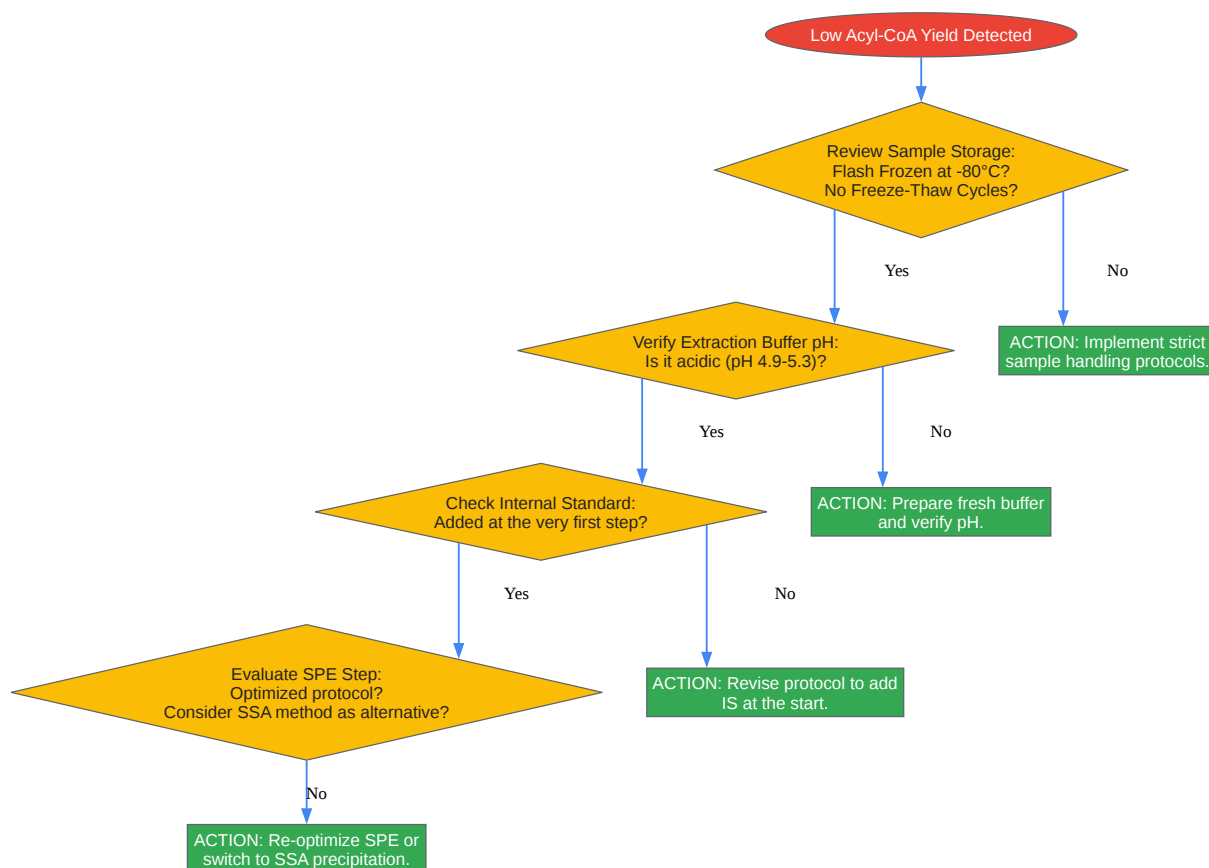 Low Acyl-CoA Yield Detected
Review Sample Storage:
Flash Frozen at -80°C?
No Freeze-Thaw Cycles?
Yes
No
Verify Extraction Buffer pH:
Is it acidic (pH 4.9-5.3)?
ACTION: Implement strict
sample handling protocols.
Yes
No
Check Internal Standard:
Added at the very first step?
ACTION: Prepare fresh buffer
and verify pH.
Yes
No
Evaluate SPE Step:
Optimized protocol?
Consider SSA method as alternative?
ACTION: Revise protocol to add
IS at the start.
No
ACTION: Re-optimize SPE or
switch to SSA precipitation.